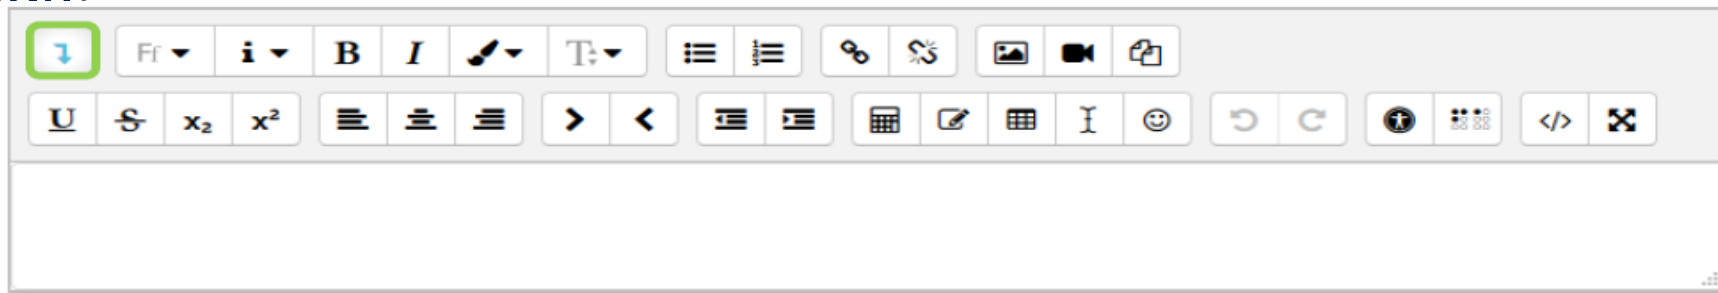 Ff i B I T
U S x₂ x² </>